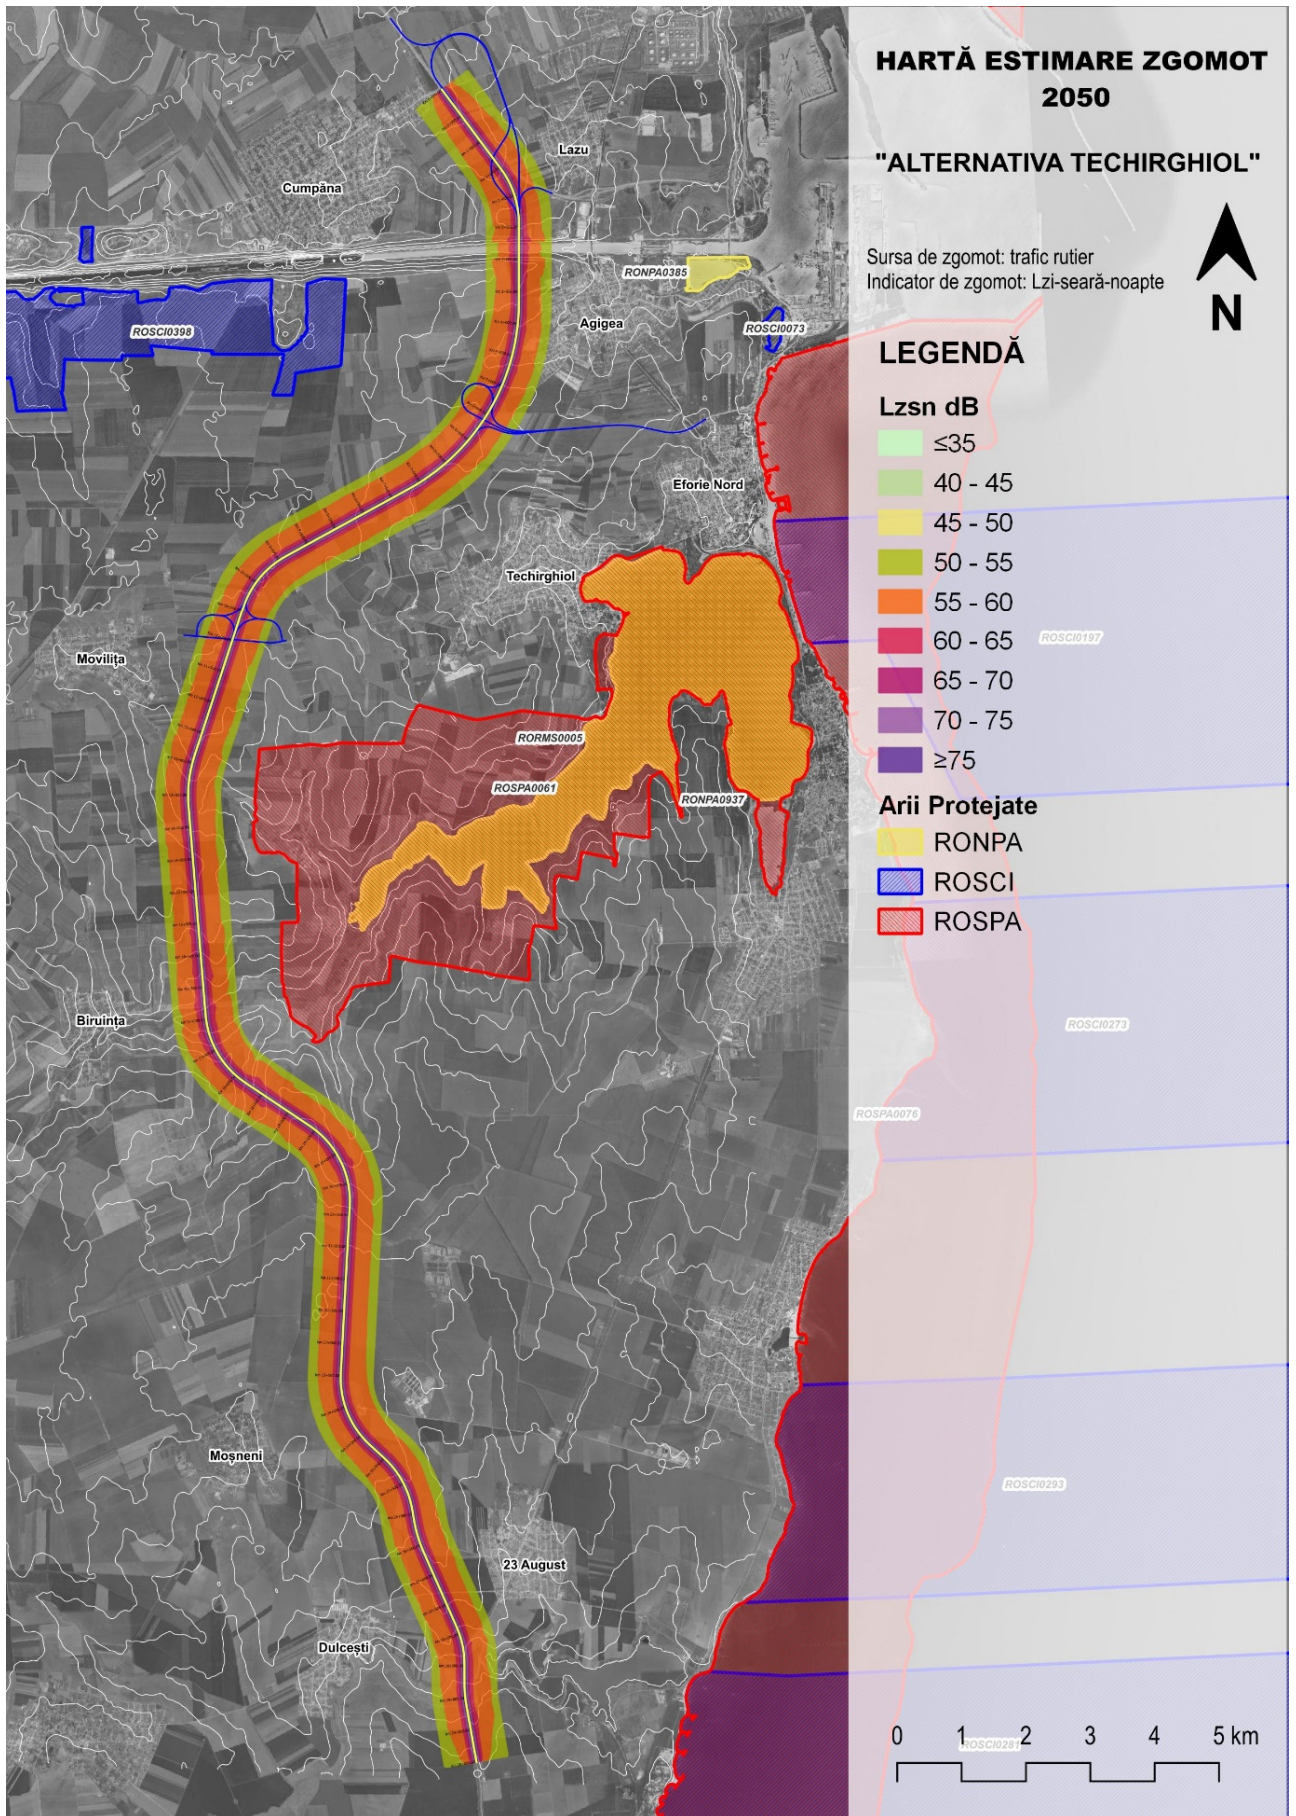 HARTĂ ESTIMARE ZGOMOT
2050
"ALTERNATIVA TECHIRGHIOL"
Sursa de zgomot: trafic rutier
Indicator de zgomot: Lzi-seară-noapte
N
LEGENDĂ
Lzsn dB
≤35
40 - 45
45 - 50
50 - 55
55 - 60
60 - 65
65 - 70
70 - 75
≥75
Arii Protejate
RONPA
ROSCI
ROSPA
Lazu
Cumpăna
RONPA0385
Agigea
ROSCI0073
ROSCI0398
Eforie Nord
Techirghiol
ROSCI0197
Movilița
RORMS0005
ROSPA0061
RONPA0937
Biruința
ROSCI0273
ROSPA0076
Moșneni
ROSCI0293
23 August
Dulcești
0 1 2 3 4 5 km
ROSCI0281